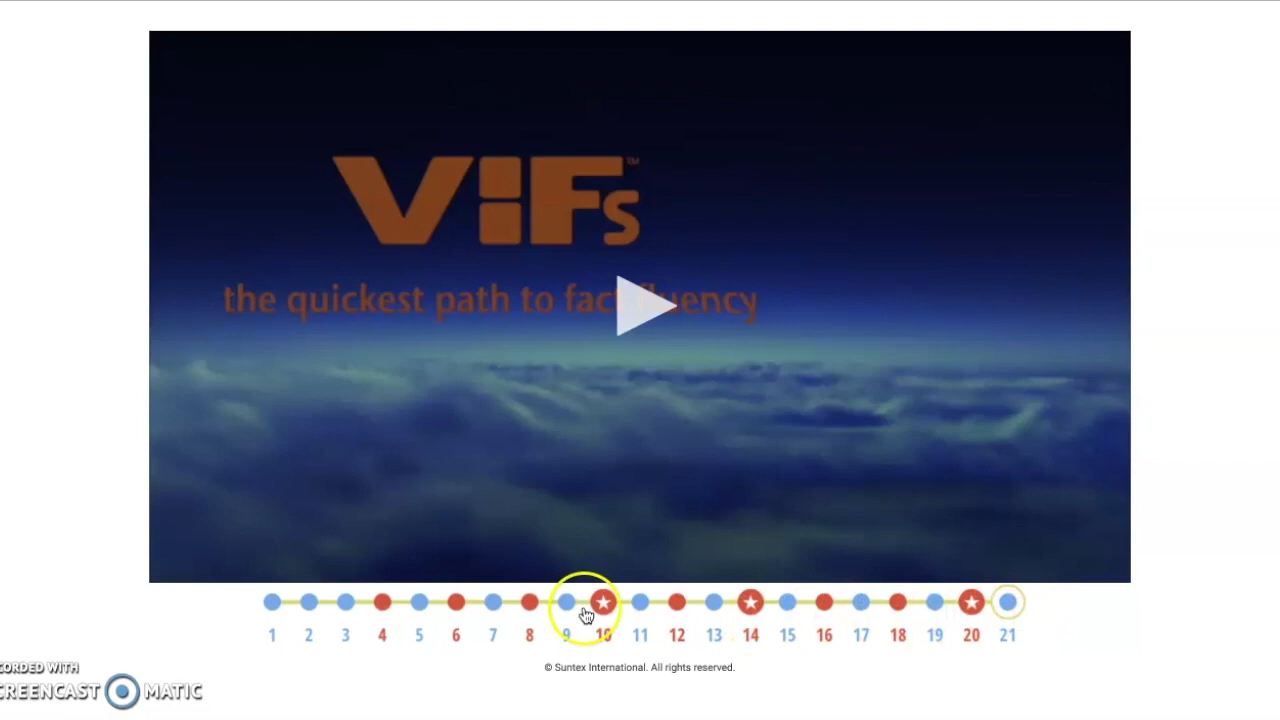 ViFs™
the quickest path to fact fluency
1 2 3 4 5 6 7 8 9 10 11 12 13 14 15 16 17 18 19 20 21
© Suntex International. All rights reserved.
CORDED WITH
CREENCAST MATIC